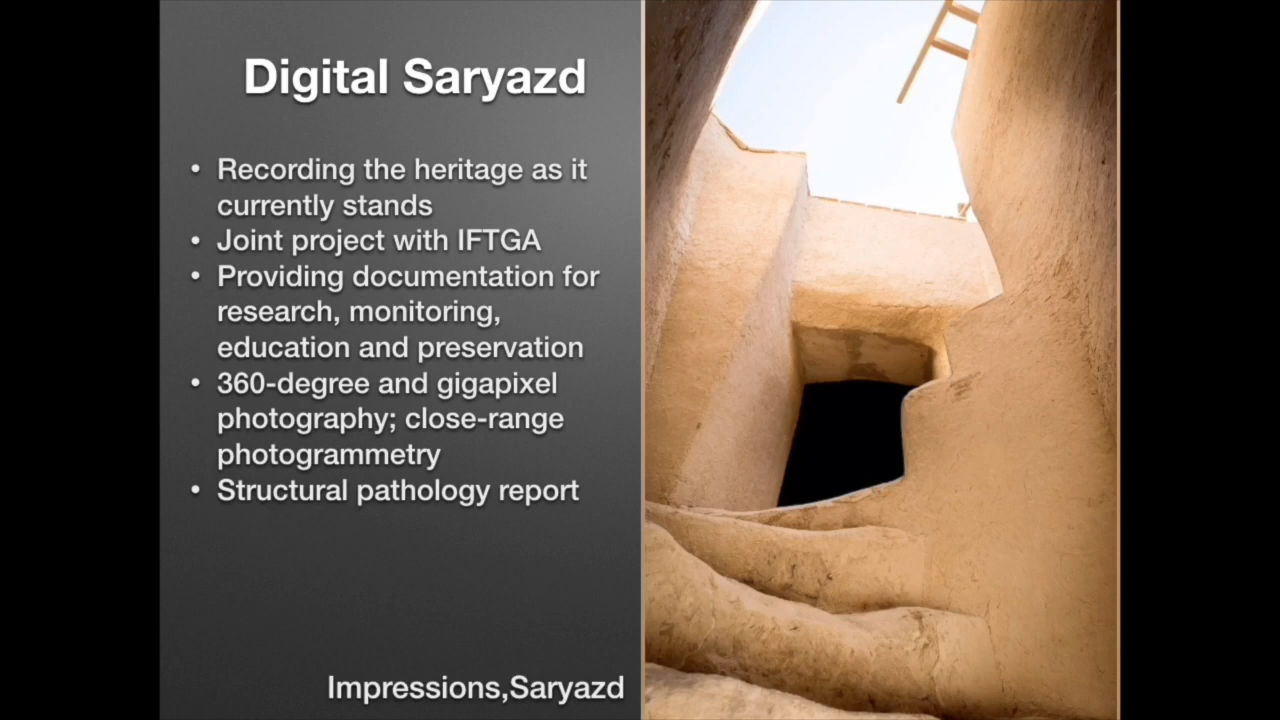 Digital Saryazd
• Recording the heritage as it
currently stands
• Joint project with IFTGA
• Providing documentation for
research, monitoring,
education and preservation
• 360-degree and gigapixel
photography; close-range
photogrammetry
• Structural pathology report
Impressions,Saryazd